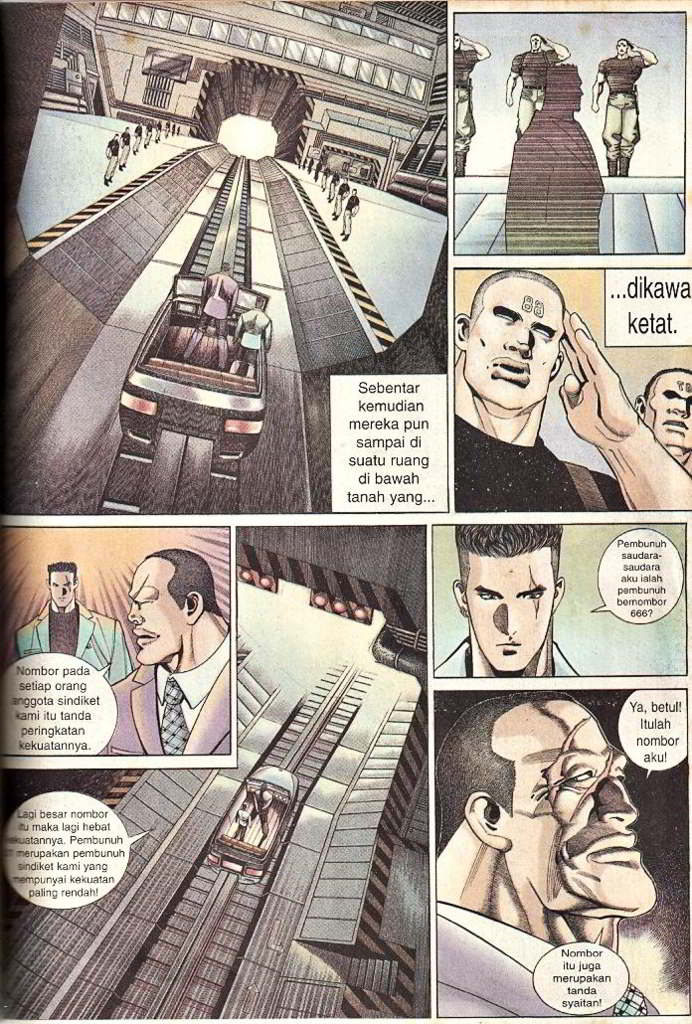 Sebentar
kemudian
mereka pun
sampai di
suatu ruang
di bawah
tanah yang...
88
...dikawa
ketat.
Nombor pada
setiap orang
anggota sindiket
kami itu tanda
peringkatan
kekuatannya.
Pembunuh
saudara-
saudara
aku ialah
pembunuh
bernombor
666?
Lagi besar nombor
itu maka lagi hebat
kekuatannya. Pembunuh
merupakan pembunuh
sindiket kami yang
mempunyai kekuatan
paling rendah!
Ya, betul!
Itulah
nombor
aku!
Nombor
itu juga
merupakan
tanda
syaitan!